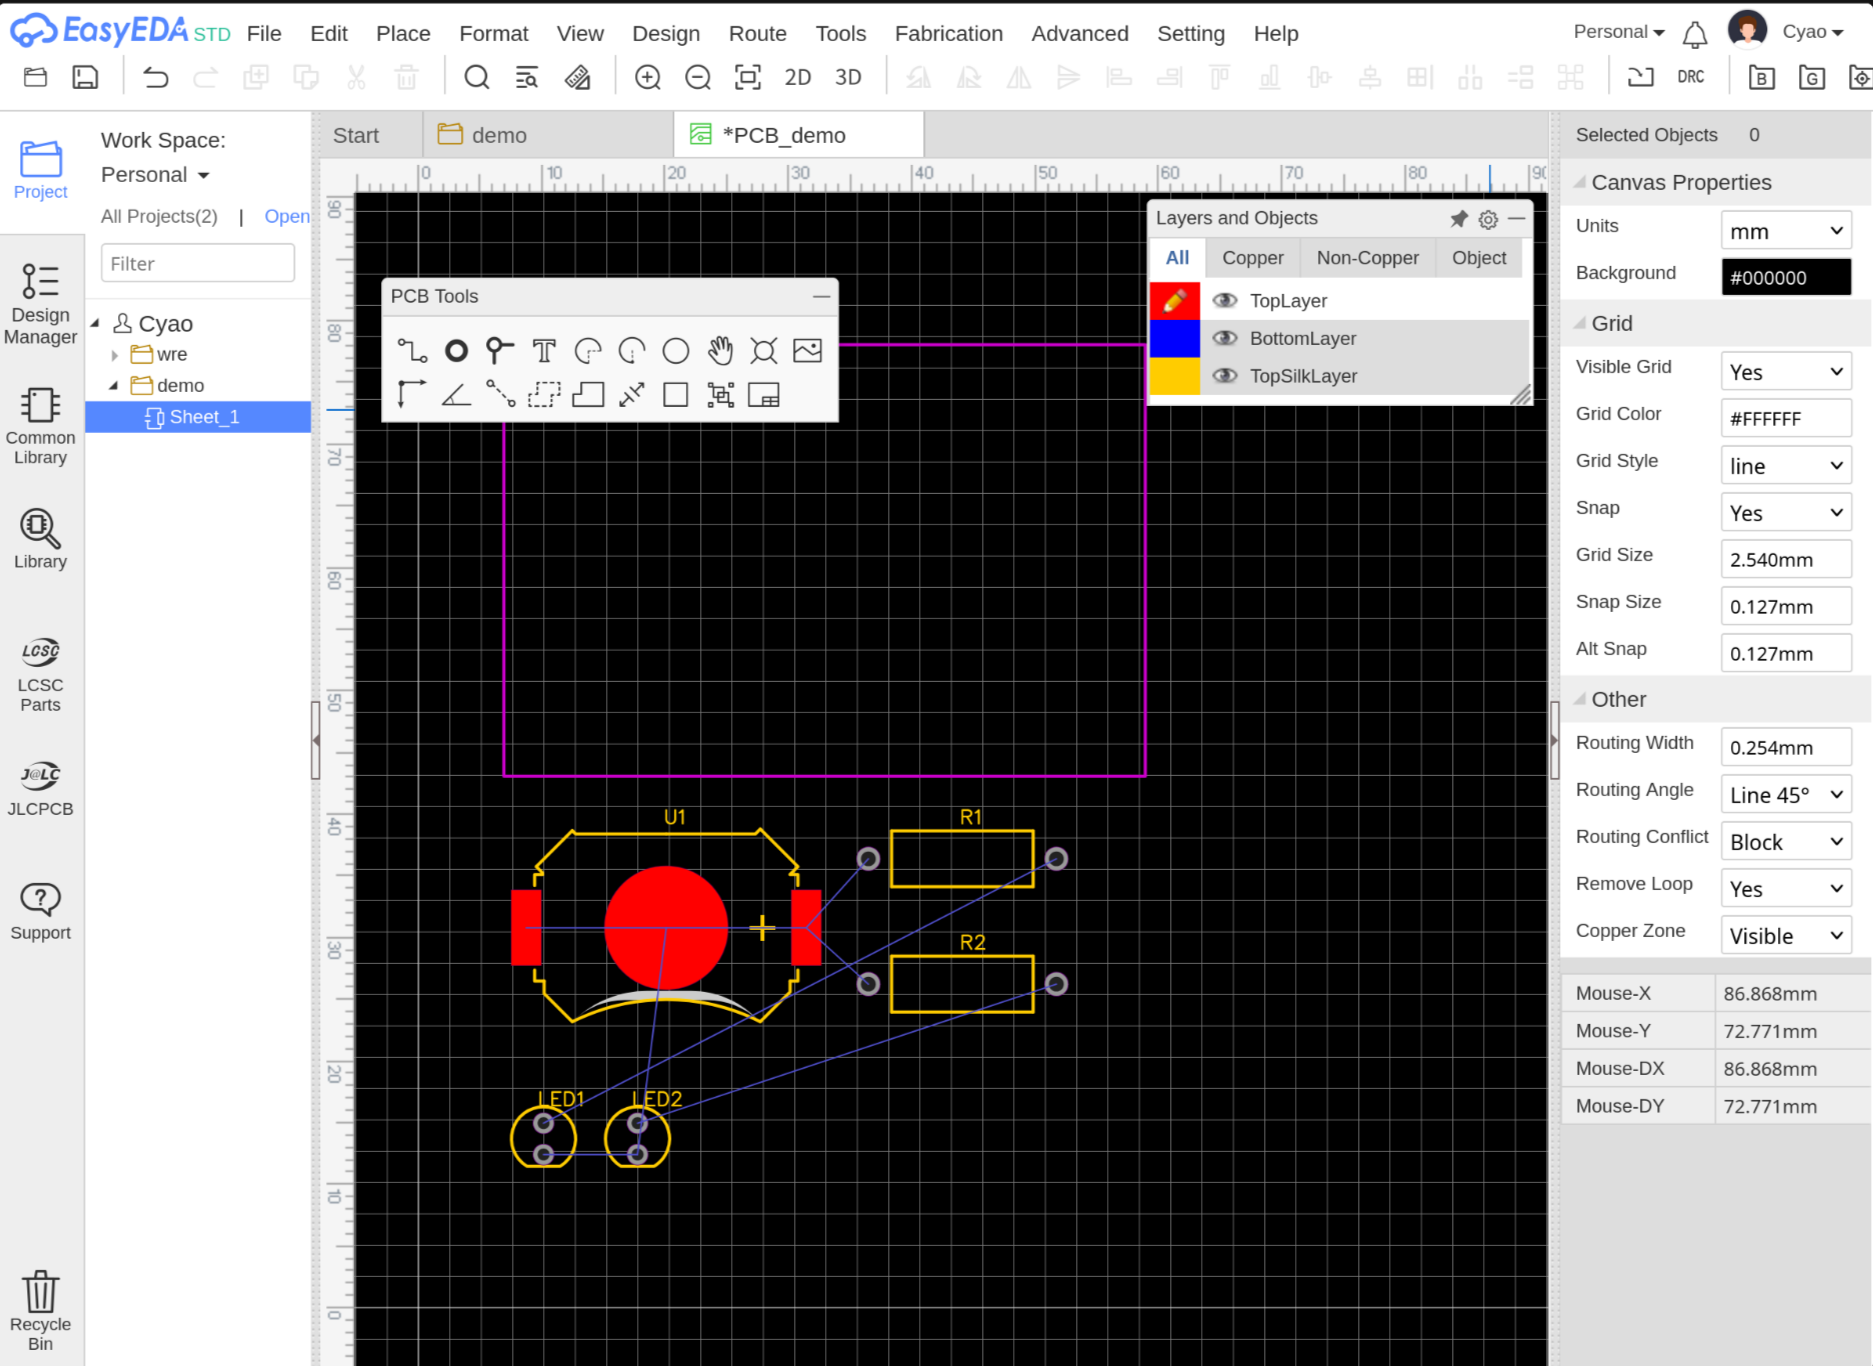 EasyEDA STD File Edit Place Format View Design Route Tools Fabrication Advanced Setting Help Personal Cyao
2D 3D DRC B G
Project
Design
Manager
Common
Library
Library
LCSC
LCSC
Parts
J@LC
JLCPCB
Support
Recycle
Bin
Work Space:
Personal
All Projects(2) | Open
Filter
Cyao
wre
demo
Sheet_1
Start demo *PCB_demo
0 10 20 30 40 50 60 70 80 90
90
80
70
60
50
40
30
20
10
0
PCB Tools
T
Layers and Objects
All Copper Non-Copper Object
TopLayer
BottomLayer
TopSilkLayer
U1
R1
R2
LED1
LED2
Selected Objects 0
Canvas Properties
Units mm
Background #000000
Grid
Visible Grid Yes
Grid Color #FFFFFF
Grid Style line
Snap Yes
Grid Size 2.540mm
Snap Size 0.127mm
Alt Snap 0.127mm
Other
Routing Width 0.254mm
Routing Angle Line 45°
Routing Conflict Block
Remove Loop Yes
Copper Zone Visible
Mouse-X 86.868mm
Mouse-Y 72.771mm
Mouse-DX 86.868mm
Mouse-DY 72.771mm